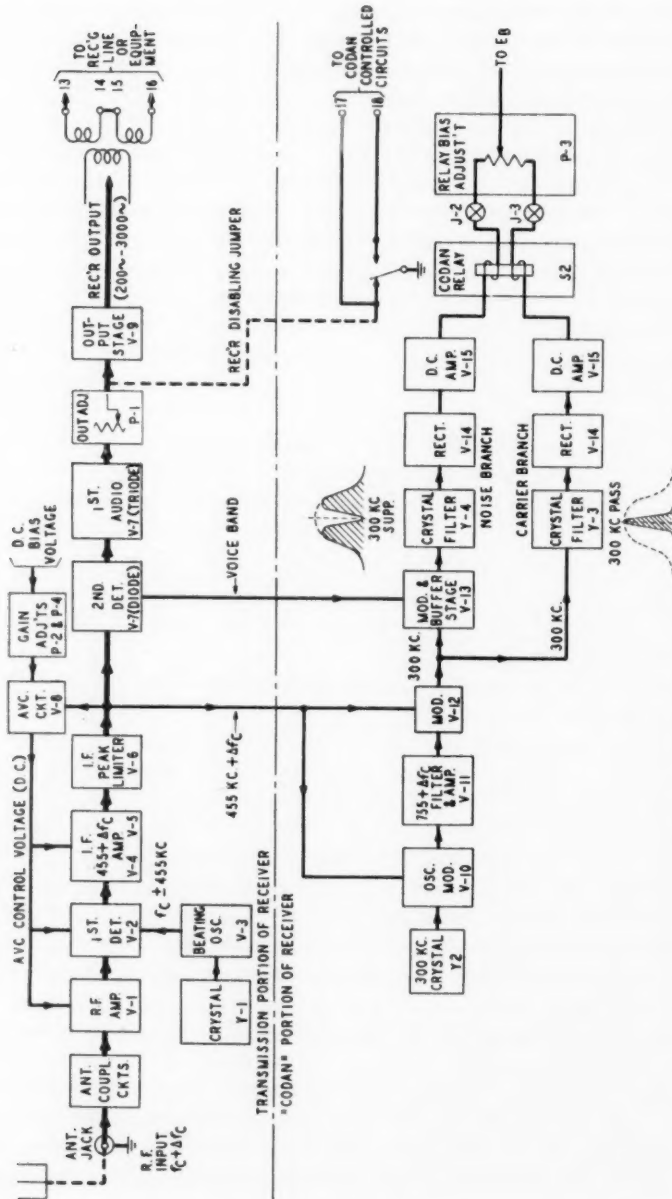 ANT.
JACK
R.F.
INPUT
fC+ΔfC
ANT.
COUPL
CKTS.
R.F.
AMP.
V-1
1ST.
DET.
V-2
I.F.
455+ΔfC
AMP.
V-4 V-5
I.F.
PEAK
LIMITER
V-6
2ND.
DET.
V-7(DIODE)
1ST.
AUDIO
V-7(TRIODE)
OUT ADJ
P-1
OUT-
PUT
STAGE
V-9
REC'R OUTPUT
(200~-3000~)
TO
REC'G
LINE
OR
EQUIP-
MENT
13
14
15
16
AVC CONTROL VOLTAGE (D.C.)
AVC.
CKT.
V-8
GAIN
ADJ'TS
P-2 & P-4
D.C.
BIAS
VOLTAGE
CRYSTAL
Y-1
BEATING
OSC.
V-3
fC ± 455KC
TRANSMISSION PORTION OF RECEIVER
"CODAN" PORTION OF RECEIVER
455 KC + ΔfC
VOICE BAND
REC'R DISABLING JUMPER
TO
CODAN
CONTROLLED
CIRCUITS
17
18
300 KC.
CRYSTAL
Y2
OSC.
MOD.
V-10
755+ΔfC
FILTER
& AMP.
V-11
MOD.
V-12
300 KC.
300 KC.
MOD. &
BUFFER
STAGE
V-13
300 KC
SUPP.
CRYSTAL
FILTER
Y-4
RECT.
V-14
D.C.
AMP.
V-15
NOISE BRANCH
CARRIER BRANCH
CRYSTAL
FILTER
Y-3
RECT.
V-14
D.C.
AMP.
V-15
300 KC PASS
CODAN
RELAY
S2
J-2
J-3
RELAY BIAS
ADJUST'T
P-3
TO EB